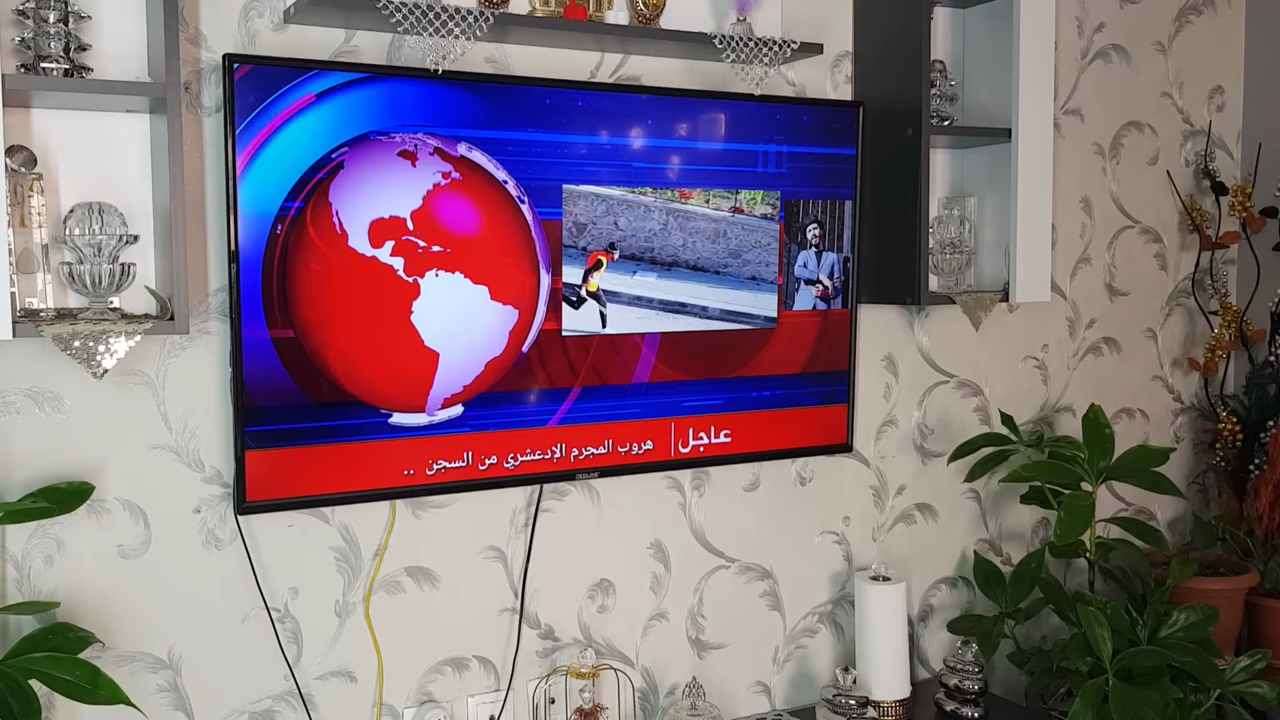 عاجل | هروب المجرم الإدعشري من السجن ..